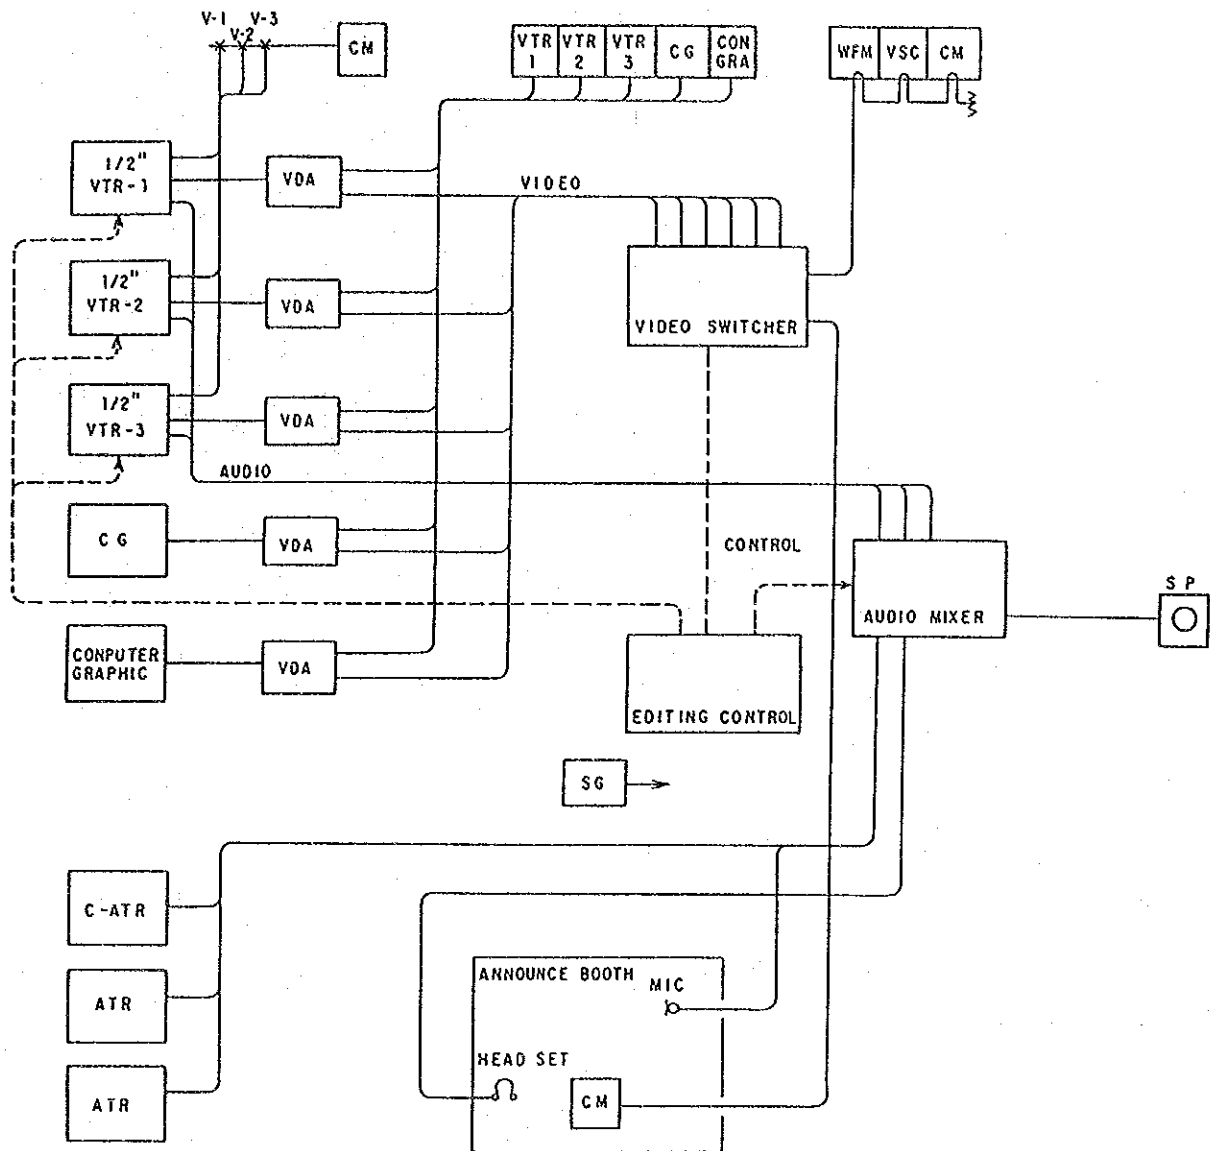 V-1
V-2
V-3
CM
VTR 1
VTR 2
VTR 3
CG
CON GRA
WFM
VSC
CM
1/2"
VTR-1
VDA
VIDEO
1/2"
VTR-2
VDA
VIDEO SWITCHER
1/2"
VTR-3
VDA
AUDIO
CG
VDA
CONTROL
AUDIO MIXER
SP
CONPUTER
GRAPHIC
VDA
EDITING CONTROL
SG
C-ATR
ATR
ATR
ANNOUNCE BOOTH
MIC
HEAD SET
CM